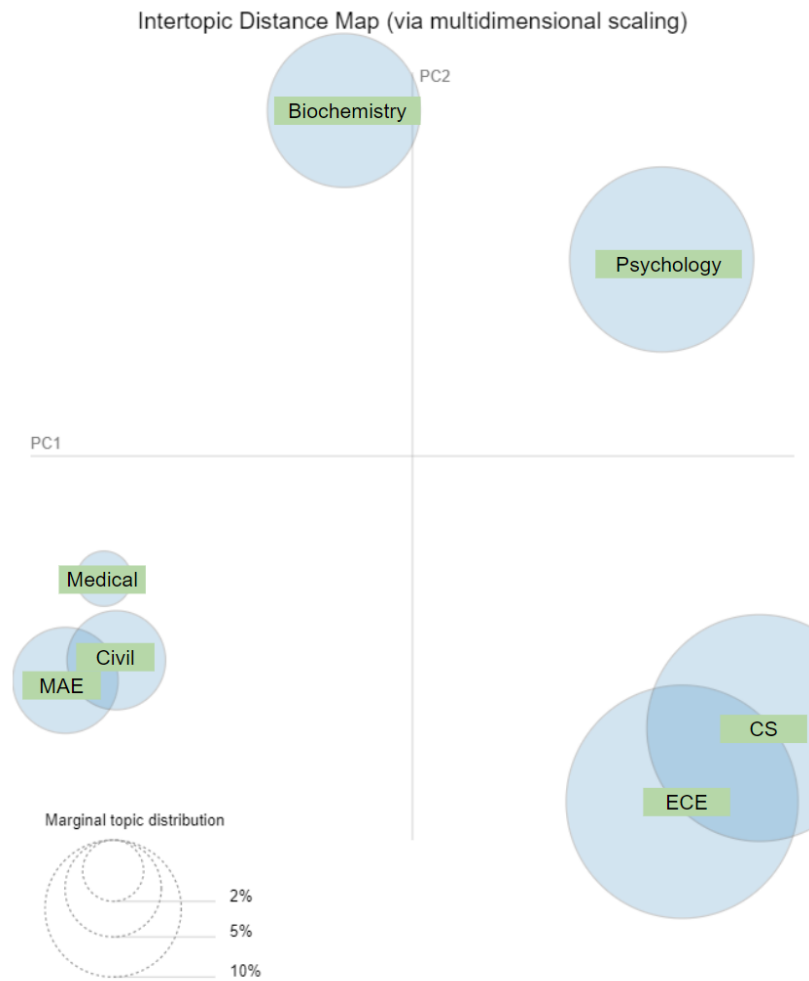 Intertopic Distance Map (via multidimensional scaling)
PC2
Biochemistry
Psychology
PC1
Medical
Civil
MAE
CS
ECE
Marginal topic distribution
2%
5%
10%